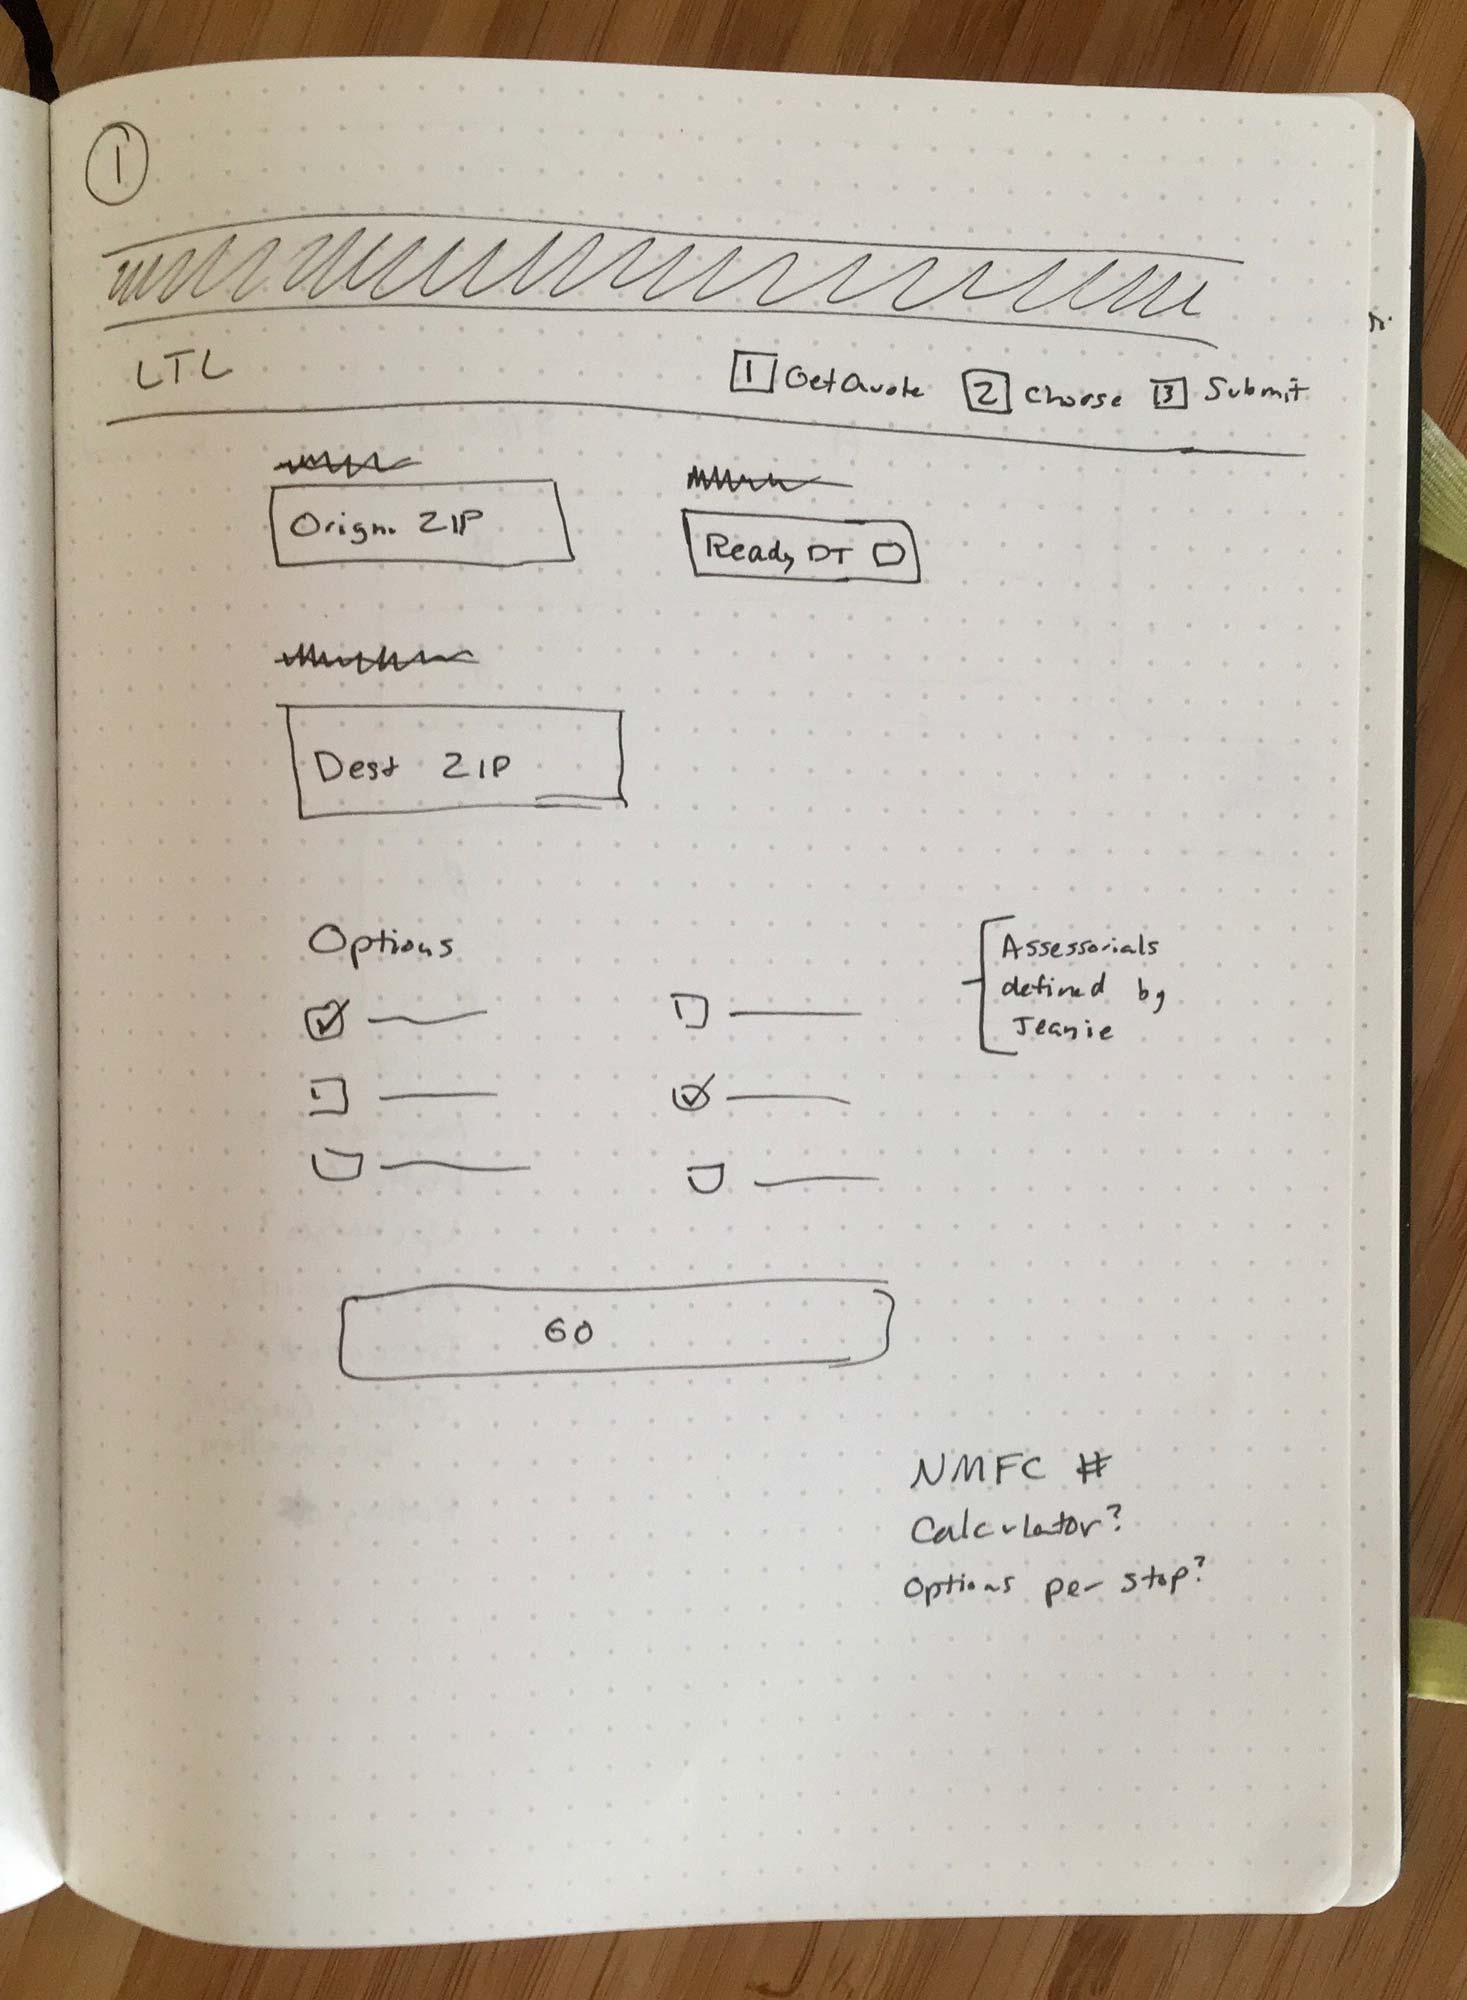 1
LTL
1 Get Quote 2 Choose 3 Submit
Origin ZIP
Ready DT
Dest ZIP
Options
Assessorials
defined by
Jeanie
GO
NMFC #
Calculator?
Options per stop?